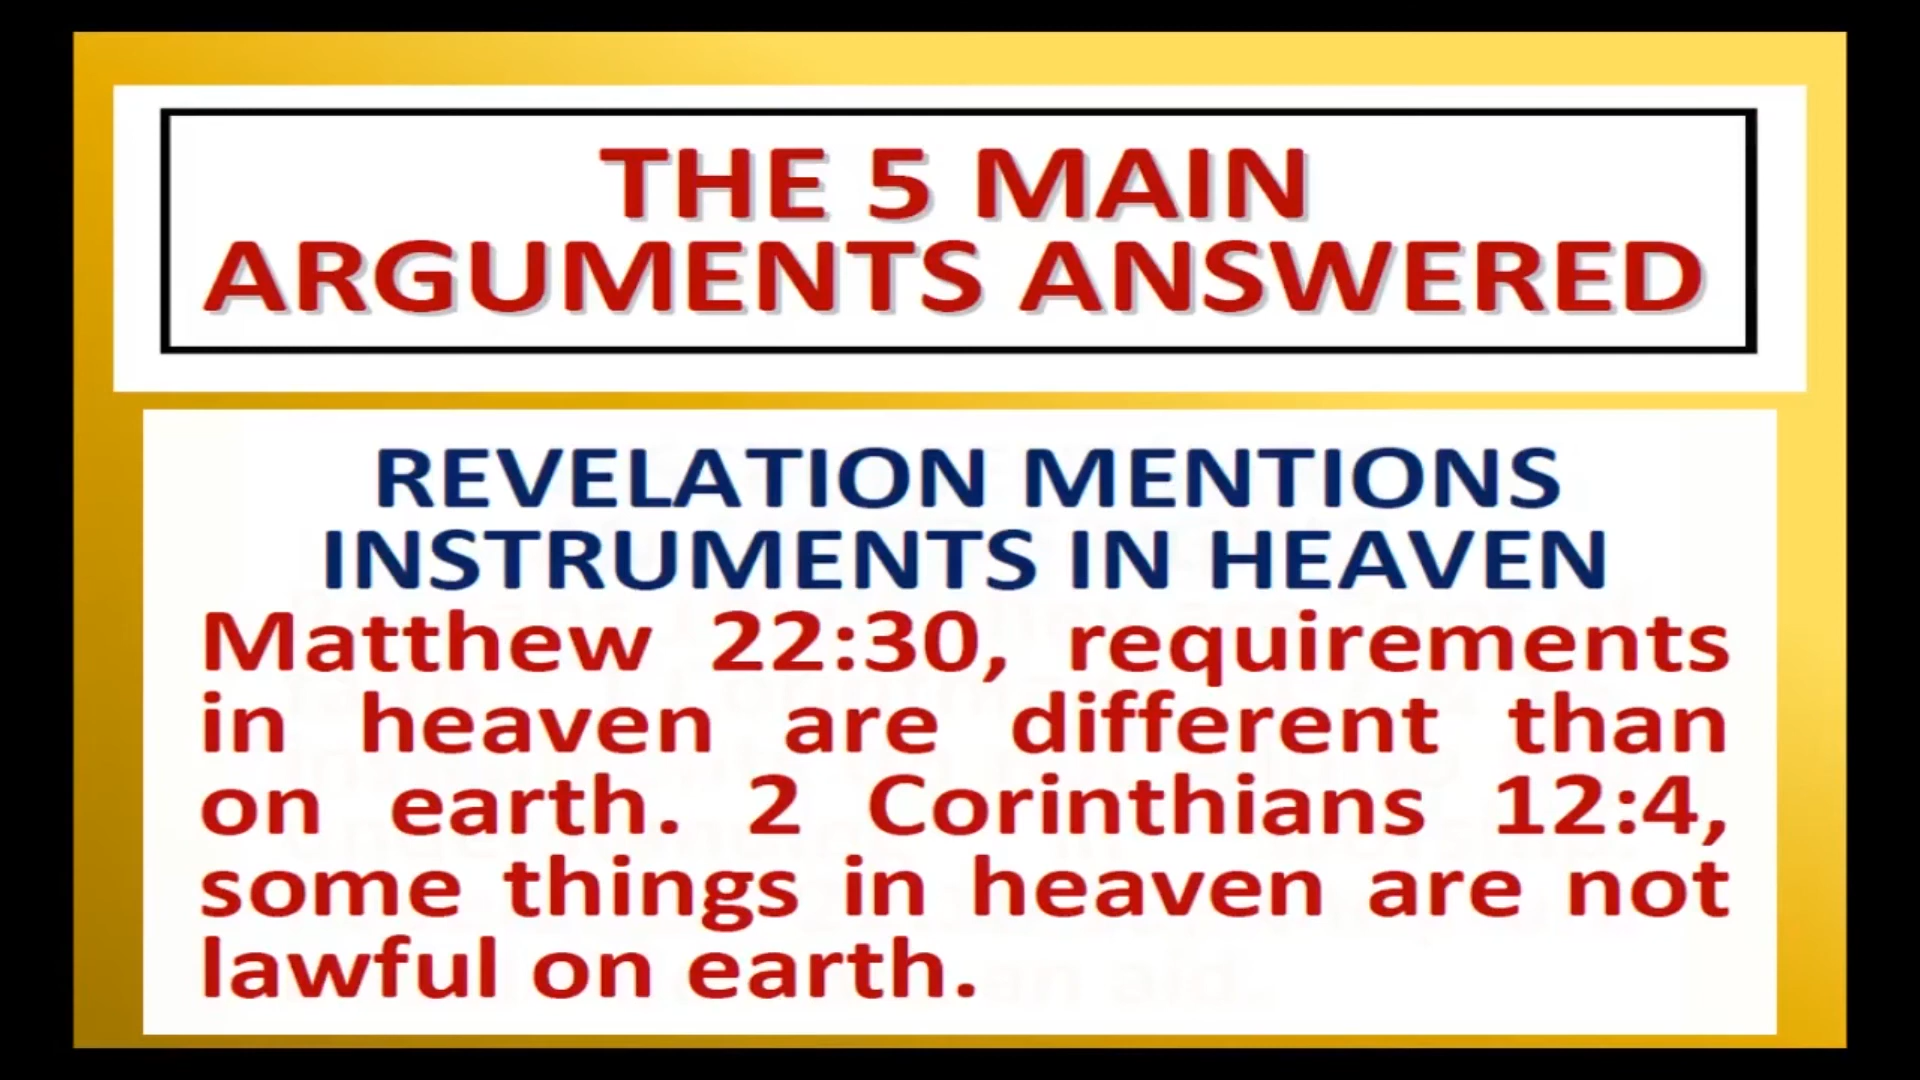 THE 5 MAIN
ARGUMENTS ANSWERED
REVELATION MENTIONS
INSTRUMENTS IN HEAVEN
Matthew 22:30, requirements
in heaven are different than
on earth. 2 Corinthians 12:4,
some things in heaven are not
lawful on earth.